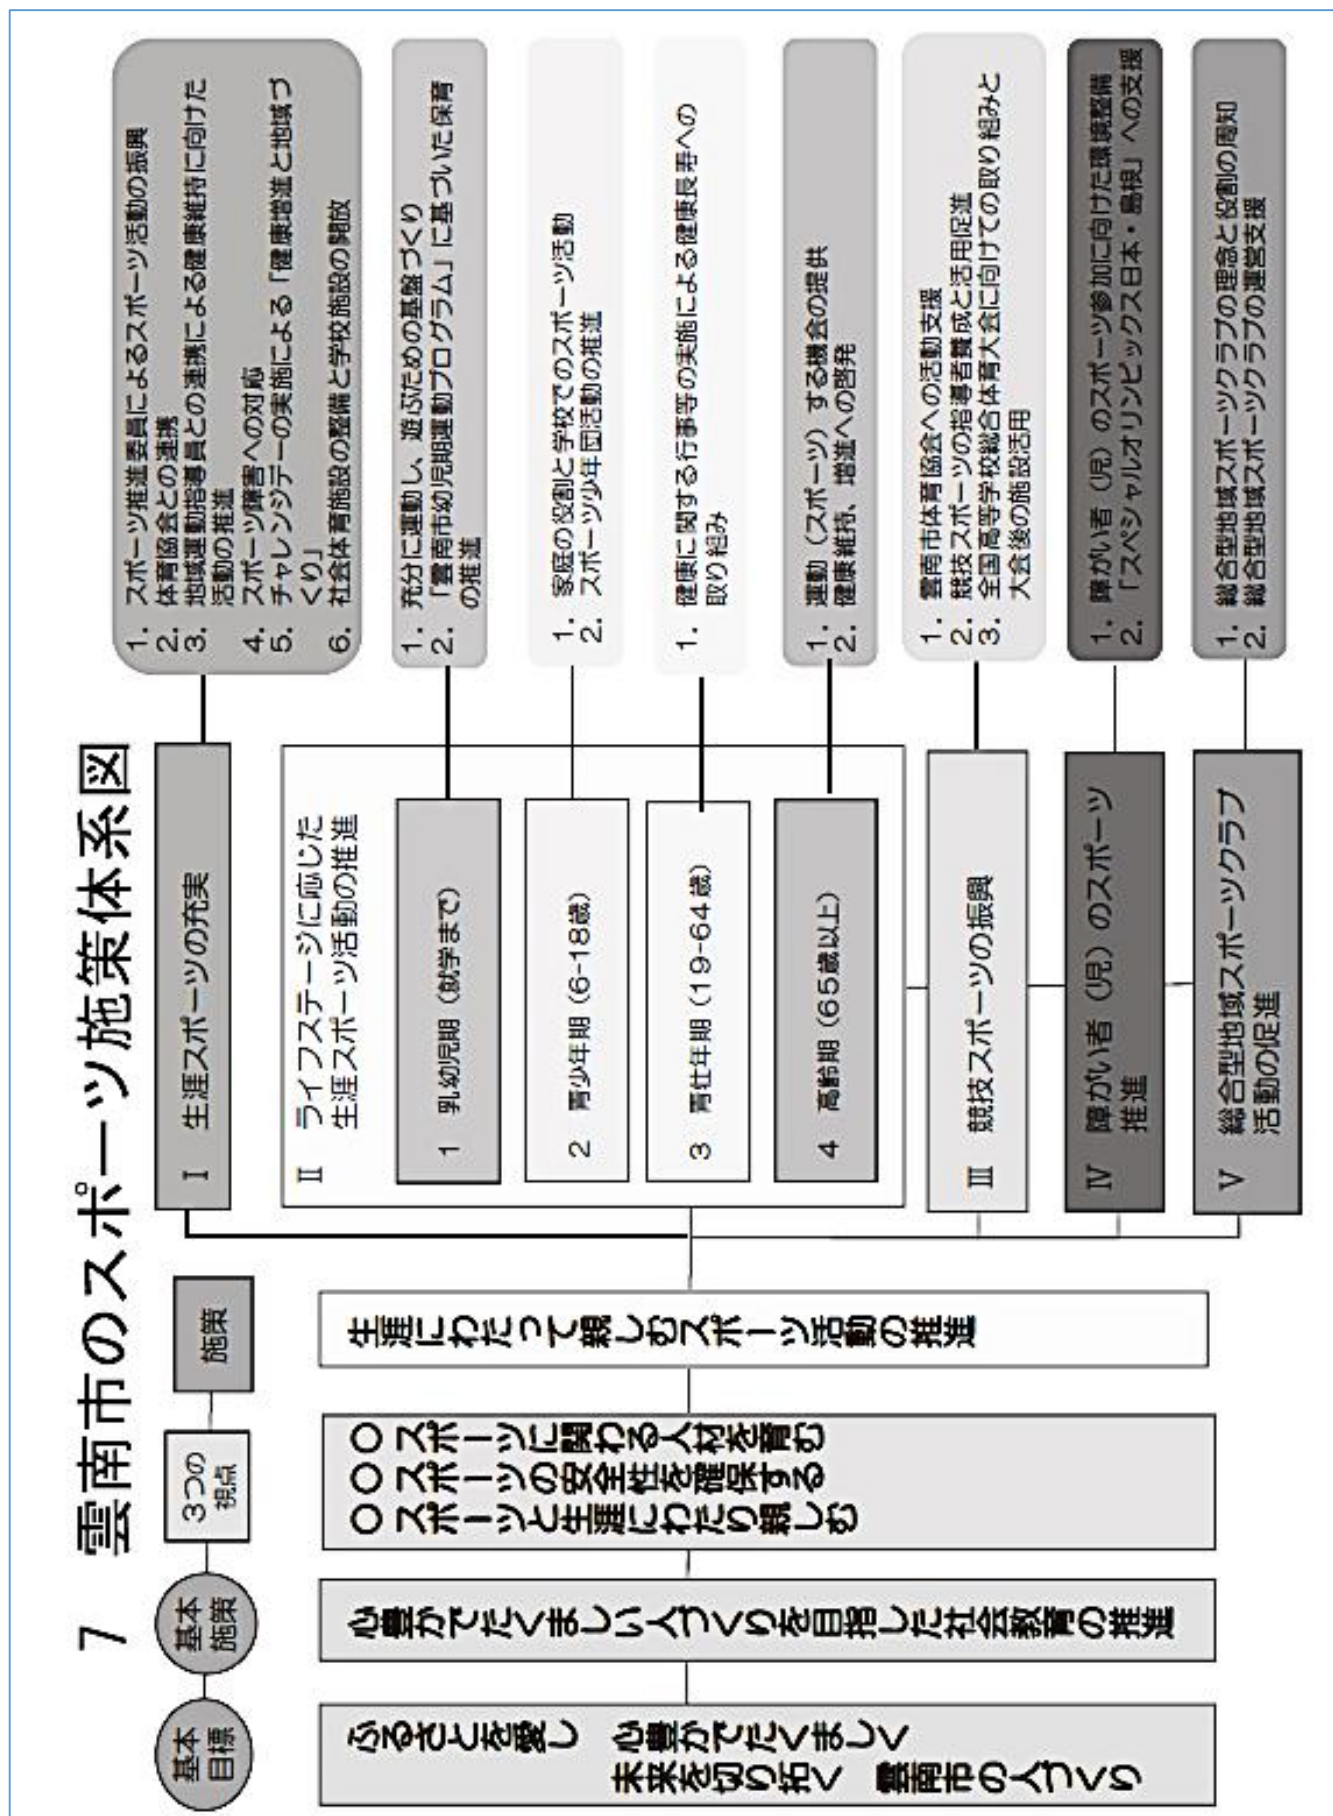 7　雲南市のスポーツ施策体系図
基本
目標
ふるさとを愛し　心豊かでたくましく
未来を切り拓く　雲南市の人づくり
基本
施策
心豊かでたくましい人づくりを目指した社会教育の推進
3つの
視点
○ スポーツに関わる人材を育む
○ スポーツの安全性を確保する
○ スポーツと生涯にわたり親しむ
施策
生涯にわたって親しむスポーツ活動の推進
Ⅰ　生涯スポーツの充実
1. スポーツ推進委員によるスポーツ活動の振興
2. 体育協会との連携
3. 地域運動指導員との連携による健康維持に向けた
活動の推進
4. スポーツ障害への対応
5. チャレンジデーの実施による「健康増進と地域づ
くり」
6. 社会体育施設の整備と学校施設の開放
Ⅱ　ライフステージに応じた
生涯スポーツ活動の推進
1　乳幼児期（就学まで）
1. 充分に運動し、遊ぶための基盤づくり
2. 「雲南市幼児期運動プログラム」に基づいた保育
の推進
2　青少年期（6-18歳）
1. 家庭の役割と学校でのスポーツ活動
2. スポーツ少年団活動の推進
3　青壮年期（19-64歳）
1. 健康に関する行事等の実施による健康長寿への
取り組み
4　高齢期（65歳以上）
1. 運動（スポーツ）する機会の提供
2. 健康維持、増進への啓発
Ⅲ　競技スポーツの振興
1. 雲南市体育協会への活動支援
2. 競技スポーツの指導者養成と活用促進
3. 全国高等学校総合体育大会に向けての取り組みと
大会後の施設活用
Ⅳ　障がい者（児）のスポーツ
推進
1. 障がい者（児）のスポーツ参加に向けた環境整備
2. 「スペシャルオリンピックス日本・島根」への支援
Ⅴ　総合型地域スポーツクラブ
活動の促進
1. 総合型地域スポーツクラブの理念と役割の周知
2. 総合型地域スポーツクラブの運営支援